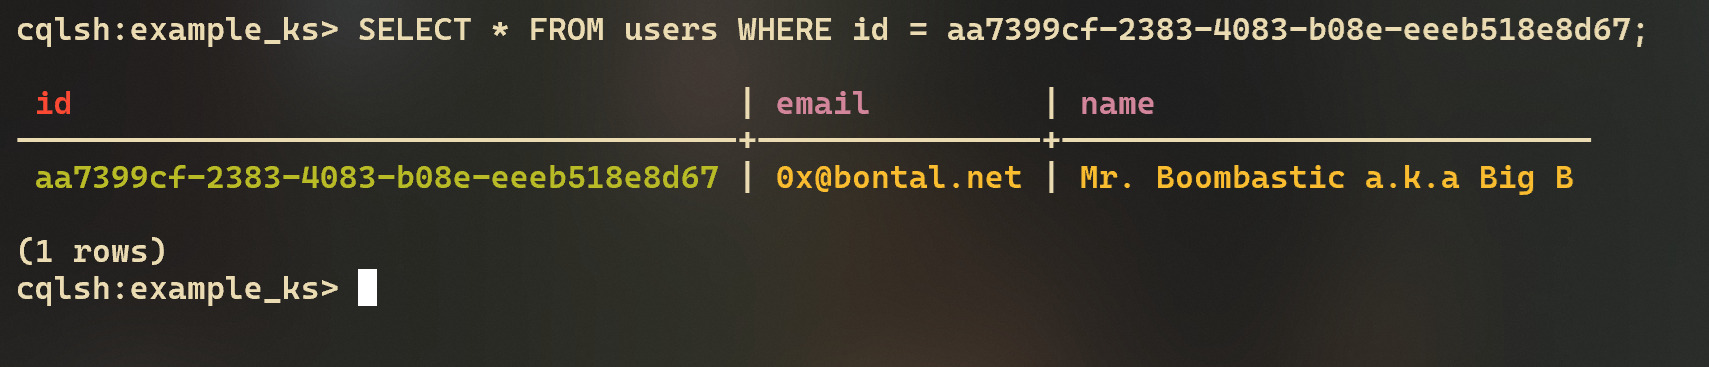 cqlsh:example_ks> SELECT * FROM users WHERE id = aa7399cf-2383-4083-b08e-eeeb518e8d67;
id | email | name
aa7399cf-2383-4083-b08e-eeeb518e8d67 | 0x@bontal.net | Mr. Boombastic a.k.a Big B
(1 rows)
cqlsh:example_ks>